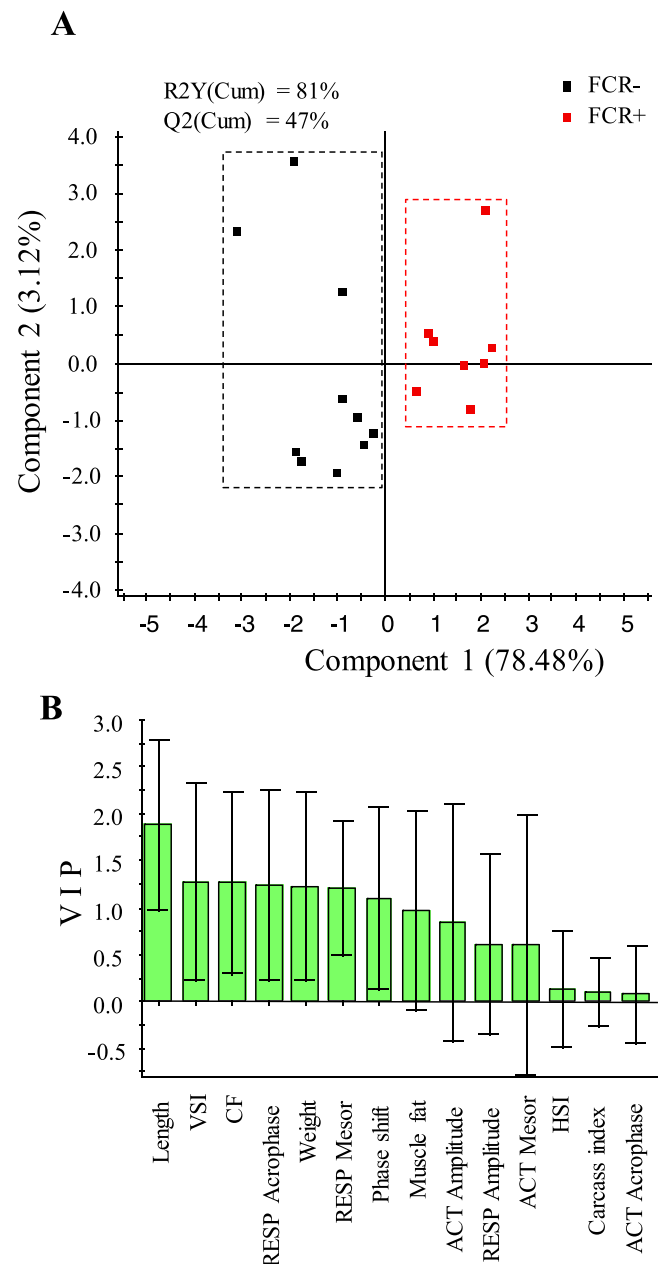 A
R2Y(Cum) = 81%
Q2(Cum) = 47%
FCR-
FCR+
4.0
3.0
2.0
1.0
0.0
-1.0
-2.0
-3.0
-4.0
Component 2 (3.12%)
-5 -4 -3 -2 -1 0 1 2 3 4 5
Component 1 (78.48%)
B
3.0
2.5
2.0
1.5
1.0
0.5
0.0
-0.5
VIP
Length
VSI
CF
RESP Acrophase
Weight
RESP Mesor
Phase shift
Muscle fat
ACT Amplitude
RESP Amplitude
ACT Mesor
HSI
Carcass index
ACT Acrophase